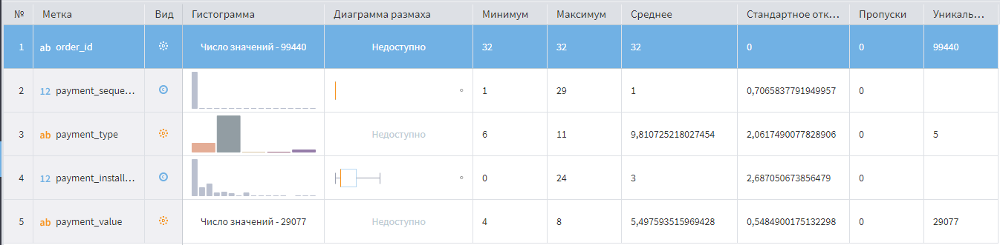 № Метка Вид Гистограмма Диаграмма размаха Минимум Максимум Среднее Стандартное отк... Пропуски Уникаль...
1 ab order_id Число значений - 99440 Недоступно 32 32 32 0 0 99440
2 12 payment_seque... 1 29 1 0,7065837791949957 0
3 ab payment_type Недоступно 6 11 9,810725218027454 2,0617490077828906 0 5
4 12 payment_install... 0 24 3 2,687050673856479 0
5 ab payment_value Число значений - 29077 Недоступно 4 8 5,497593515969428 0,5484900175132298 0 29077